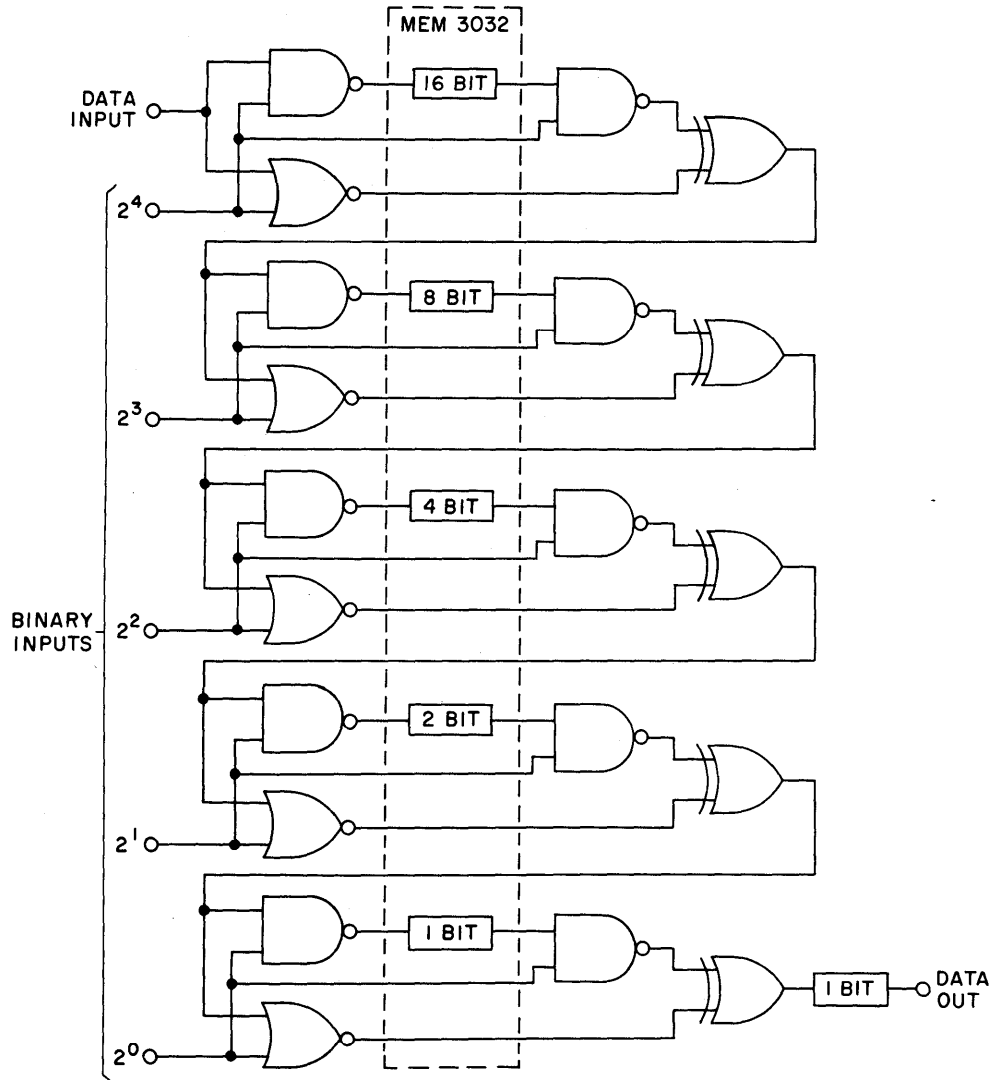 MEM 3032
16 BIT
DATA
INPUT
2⁴
8 BIT
2³
4 BIT
BINARY
INPUTS
2²
2 BIT
2¹
1 BIT
1 BIT
DATA
OUT
2⁰